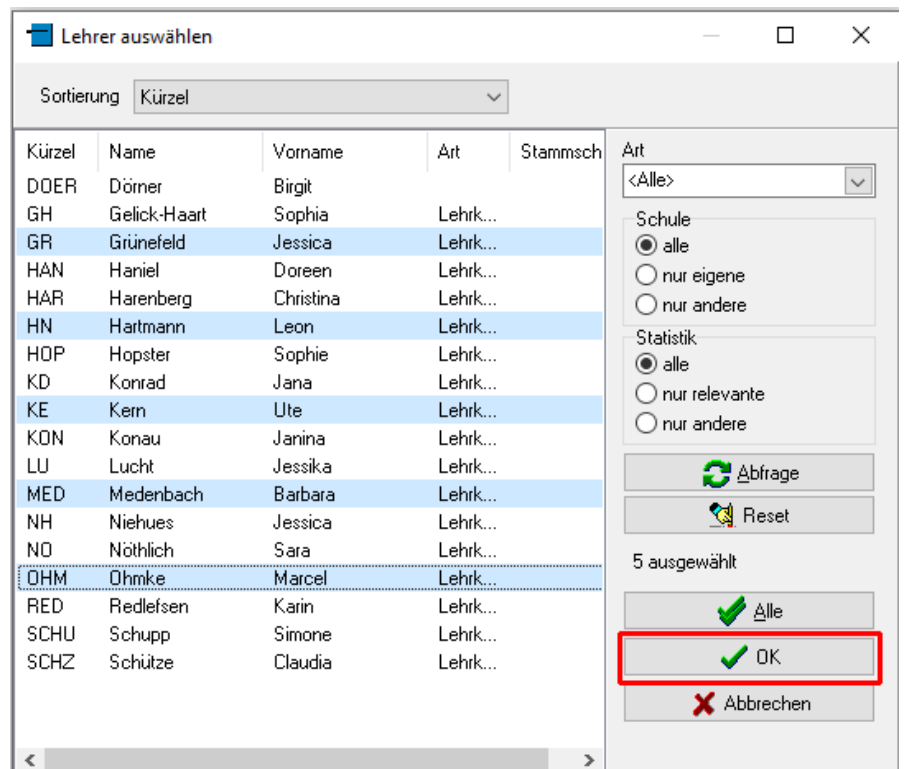 Lehrer auswählen
Sortierung Kürzel
Kürzel Name Vorname Art Stammsch
DOER Dörner Birgit
GH Gelick-Haart Sophia Lehrk...
GR Grünefeld Jessica Lehrk...
HAN Haniel Doreen Lehrk...
HAR Harenberg Christina Lehrk...
HN Hartmann Leon Lehrk...
HOP Hopster Sophie Lehrk...
KD Konrad Jana Lehrk...
KE Kern Ute Lehrk...
KON Konau Janina Lehrk...
LU Lucht Jessika Lehrk...
MED Medenbach Barbara Lehrk...
NH Niehues Jessica Lehrk...
NO Nöthlich Sara Lehrk...
OHM Ohmke Marcel Lehrk...
RED Redlefsen Karin Lehrk...
SCHU Schupp Simone Lehrk...
SCHZ Schütze Claudia Lehrk...
Art
<Alle>
Schule
alle
nur eigene
nur andere
Statistik
alle
nur relevante
nur andere
Abfrage
Reset
5 ausgewählt
Alle
OK
Abbrechen